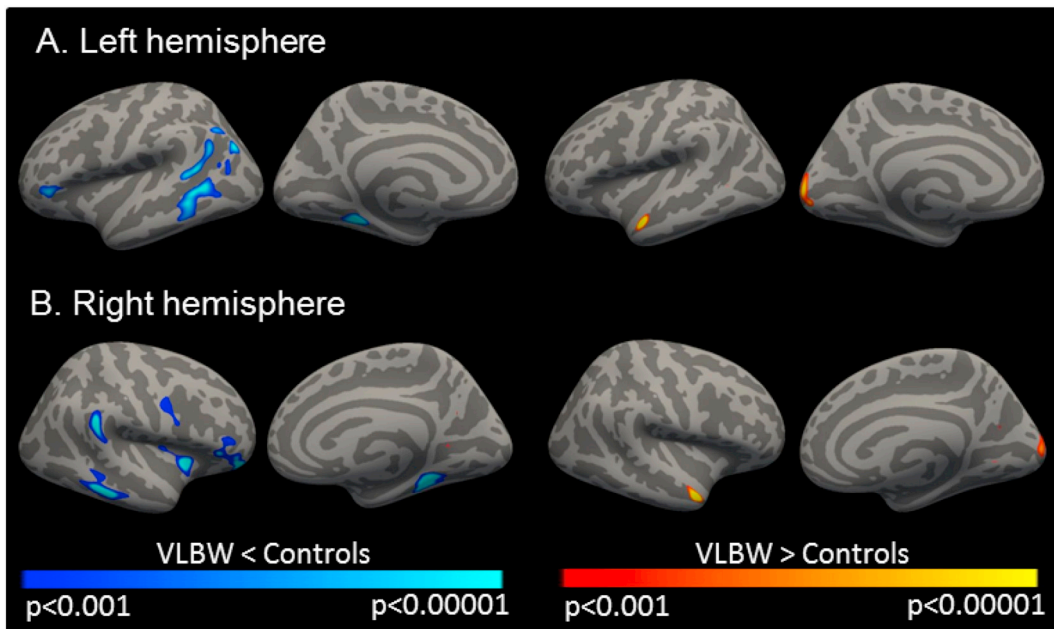 A. Left hemisphere
B. Right hemisphere
VLBW < Controls
VLBW > Controls
p<0.001
p<0.00001
p<0.001
p<0.00001